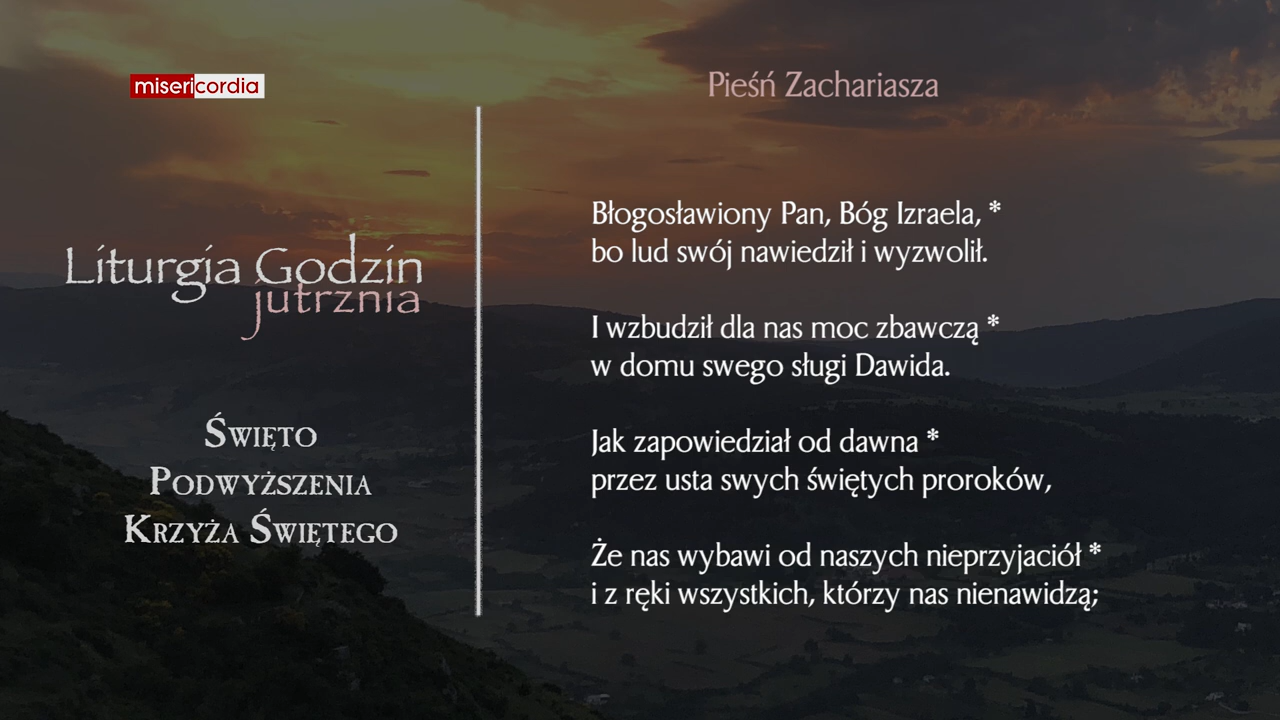 misericordia
Liturgia Godzin
jutrznia
Święto
Podwyższenia
Krzyża Świętego
Pieśń Zachariasza
Błogosławiony Pan, Bóg Izraela, *
bo lud swój nawiedził i wyzwolił.
I wzbudził dla nas moc zbawczą *
w domu swego sługi Dawida.
Jak zapowiedział od dawna *
przez usta swych świętych proroków,
Że nas wybawi od naszych nieprzyjaciół *
i z ręki wszystkich, którzy nas nienawidzą;